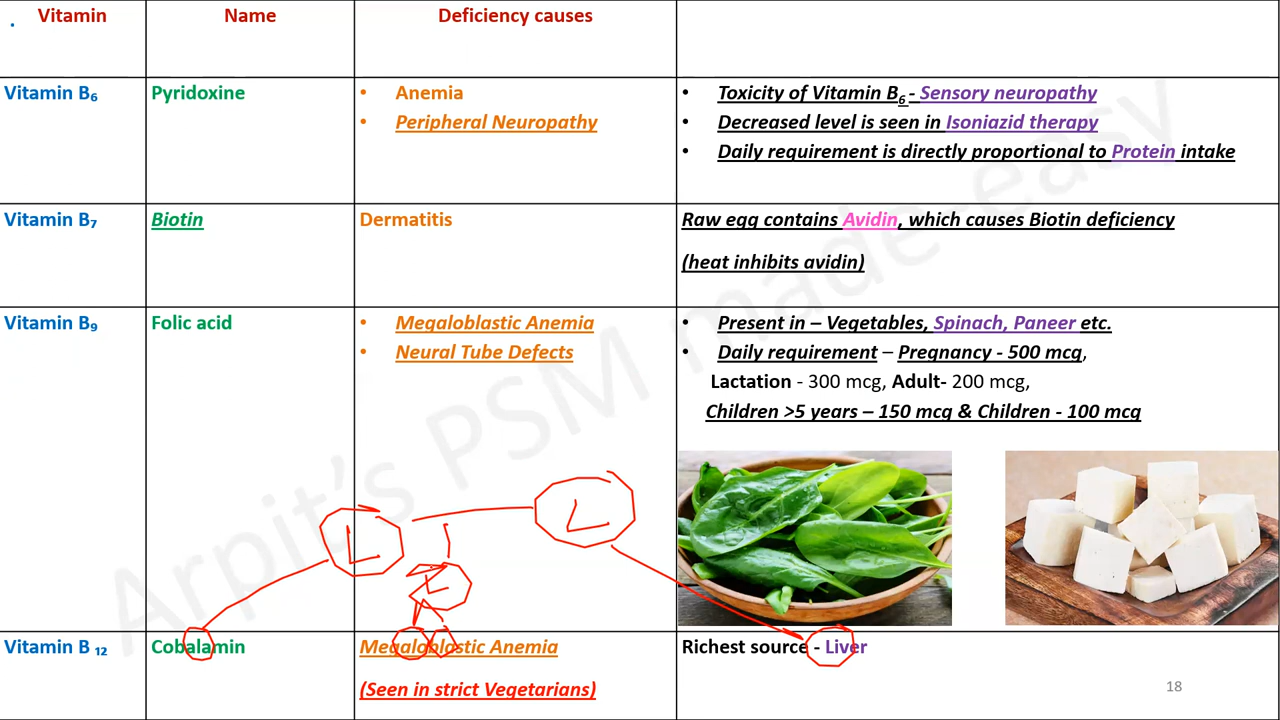 Vitamin Name Deficiency causes
Vitamin B₆ Pyridoxine • Anemia • Toxicity of Vitamin B₆ - Sensory neuropathy
• Peripheral Neuropathy • Decreased level is seen in Isoniazid therapy
• Daily requirement is directly proportional to Protein intake
Vitamin B₇ Biotin Dermatitis Raw egg contains Avidin, which causes Biotin deficiency
(heat inhibits avidin)
Vitamin B₉ Folic acid • Megaloblastic Anemia • Present in – Vegetables, Spinach, Paneer etc.
• Neural Tube Defects • Daily requirement – Pregnancy - 500 mcg,
Lactation - 300 mcg, Adult- 200 mcg,
Children >5 years – 150 mcg & Children - 100 mcg
L L
L
Vitamin B ₁₂ Cobalamin Megaloblastic Anemia Richest source - Liver
(Seen in strict Vegetarians)
18
Arpit's PSM made-easy